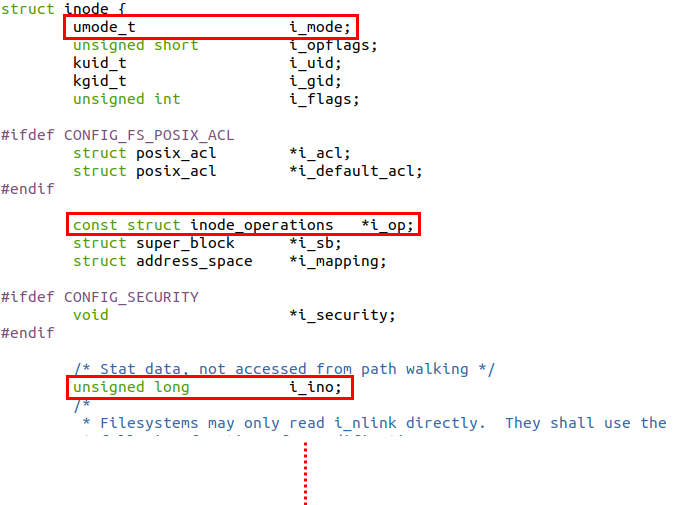 struct inode {
umode_t i_mode;
unsigned short i_opflags;
kuid_t i_uid;
kgid_t i_gid;
unsigned int i_flags;
#ifdef CONFIG_FS_POSIX_ACL
struct posix_acl *i_acl;
struct posix_acl *i_default_acl;
#endif
const struct inode_operations *i_op;
struct super_block *i_sb;
struct address_space *i_mapping;
#ifdef CONFIG_SECURITY
void *i_security;
#endif
/* Stat data, not accessed from path walking */
unsigned long i_ino;
/*
* Filesystems may only read i_nlink directly. They shall use the